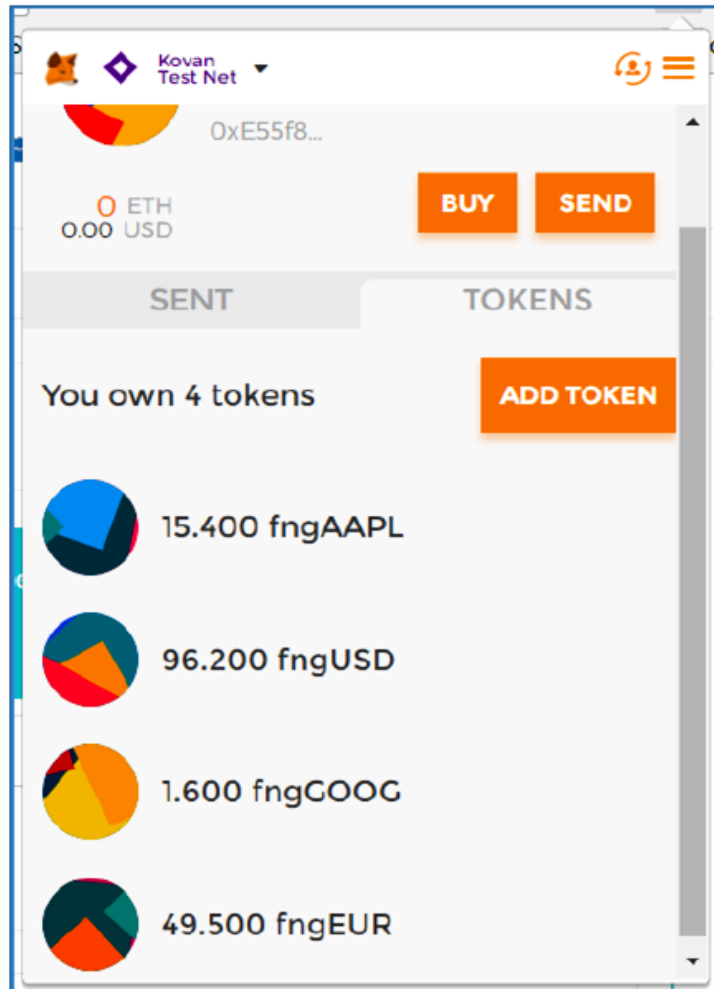 Kovan
Test Net
0xE55f8...
0 ETH
0.00 USD
BUY
SEND
SENT
TOKENS
You own 4 tokens
ADD TOKEN
15.400 fngAAPL
96.200 fngUSD
1.600 fngGOOG
49.500 fngEUR